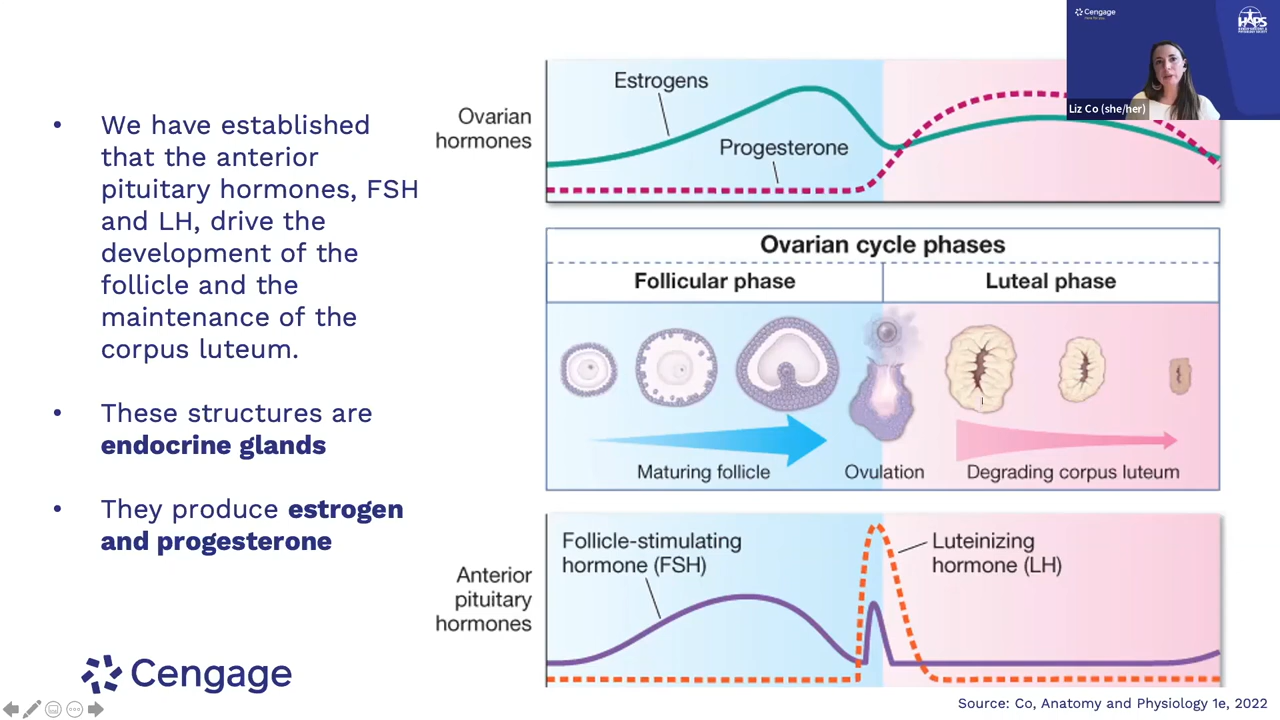 • We have established
that the anterior
pituitary hormones, FSH
and LH, drive the
development of the
follicle and the
maintenance of the
corpus luteum.
• These structures are
endocrine glands
• They produce estrogen
and progesterone
Cengage
Ovarian
hormones
Estrogens
Progesterone
Ovarian cycle phases
Follicular phase
Luteal phase
Maturing follicle
Ovulation
Degrading corpus luteum
Anterior
pituitary
hormones
Follicle-stimulating
hormone (FSH)
Luteinizing
hormone (LH)
Source: Co, Anatomy and Physiology 1e, 2022
Cengage
HAPS
Liz Co (she/her)